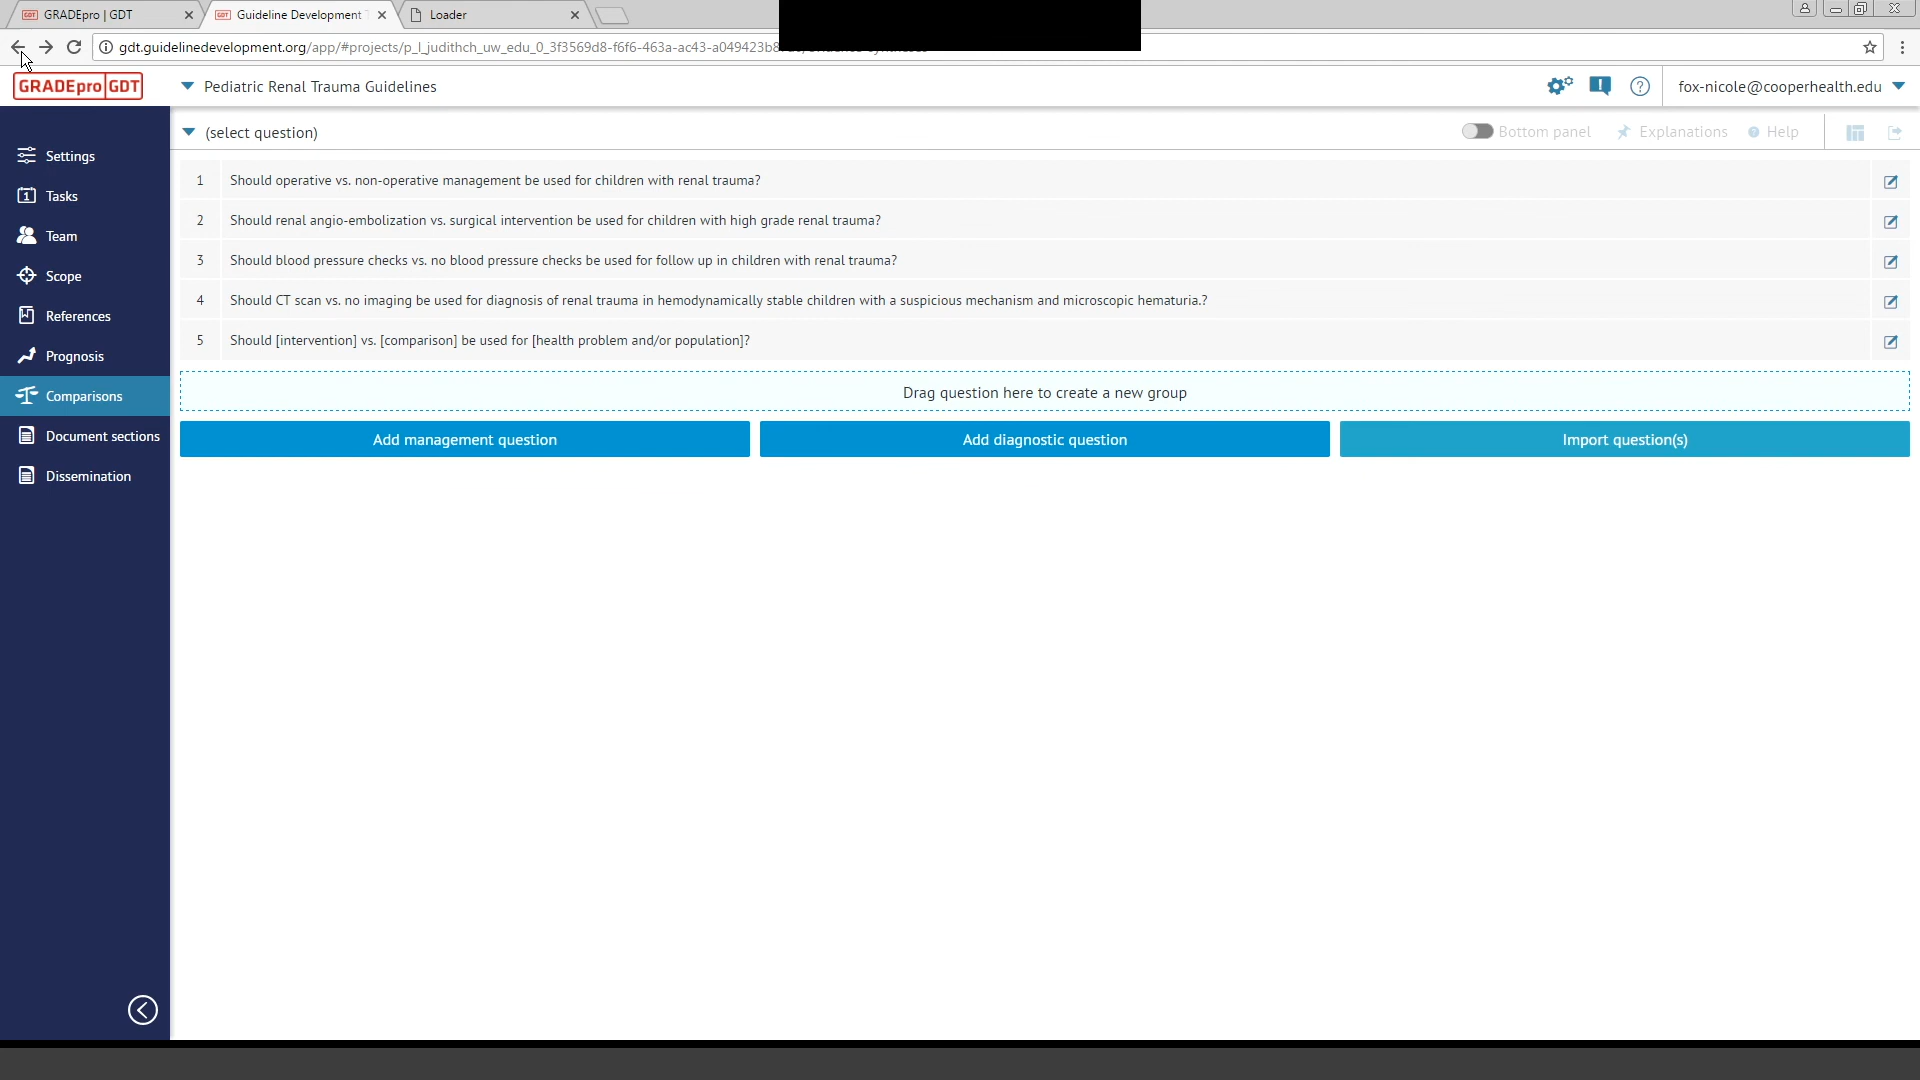 GRADEpro | GDT
Guideline Development
Loader
gdt.guidelinedevelopment.org/app/#projects/p_l_judithch_uw_edu_0_3f3569d8-f6f6-463a-ac43-a049423b8
GRADEpro GDT
Pediatric Renal Trauma Guidelines
fox-nicole@cooperhealth.edu
(select question)
Bottom panel
Explanations
Help
Settings
Tasks
Team
Scope
References
Prognosis
Comparisons
Document sections
Dissemination
1 Should operative vs. non-operative management be used for children with renal trauma?
2 Should renal angio-embolization vs. surgical intervention be used for children with high grade renal trauma?
3 Should blood pressure checks vs. no blood pressure checks be used for follow up in children with renal trauma?
4 Should CT scan vs. no imaging be used for diagnosis of renal trauma in hemodynamically stable children with a suspicious mechanism and microscopic hematuria.?
5 Should [intervention] vs. [comparison] be used for [health problem and/or population]?
Drag question here to create a new group
Add management question
Add diagnostic question
Import question(s)